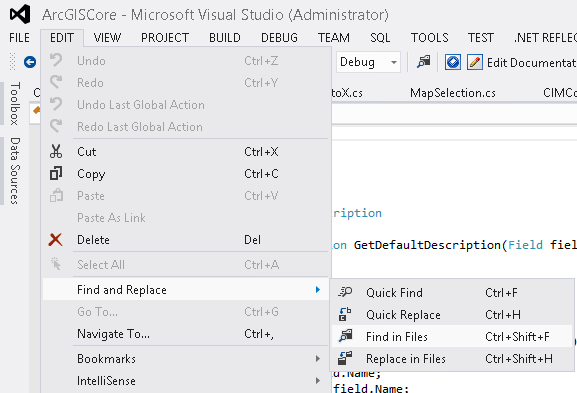 ArcGISCore - Microsoft Visual Studio (Administrator)
FILE EDIT VIEW PROJECT BUILD DEBUG TEAM SQL TOOLS TEST .NET REFLEC
Debug Edit Documentat
Toolbox
Data Sources
toX.cs MapSelection.cs CIMCo
Undo Ctrl+Z
Redo Ctrl+Y
Undo Last Global Action
Redo Last Global Action
Cut Ctrl+X
Copy Ctrl+C
Paste Ctrl+V
Paste As Link
Delete Del
Select All Ctrl+A
Find and Replace
Go To... Ctrl+G
Navigate To... Ctrl+,
Bookmarks
IntelliSense
ription
on GetDefaultDescription(Field fiel
Quick Find Ctrl+F
Quick Replace Ctrl+H
Find in Files Ctrl+Shift+F
Replace in Files Ctrl+Shift+H
d.Name;
field.Name;